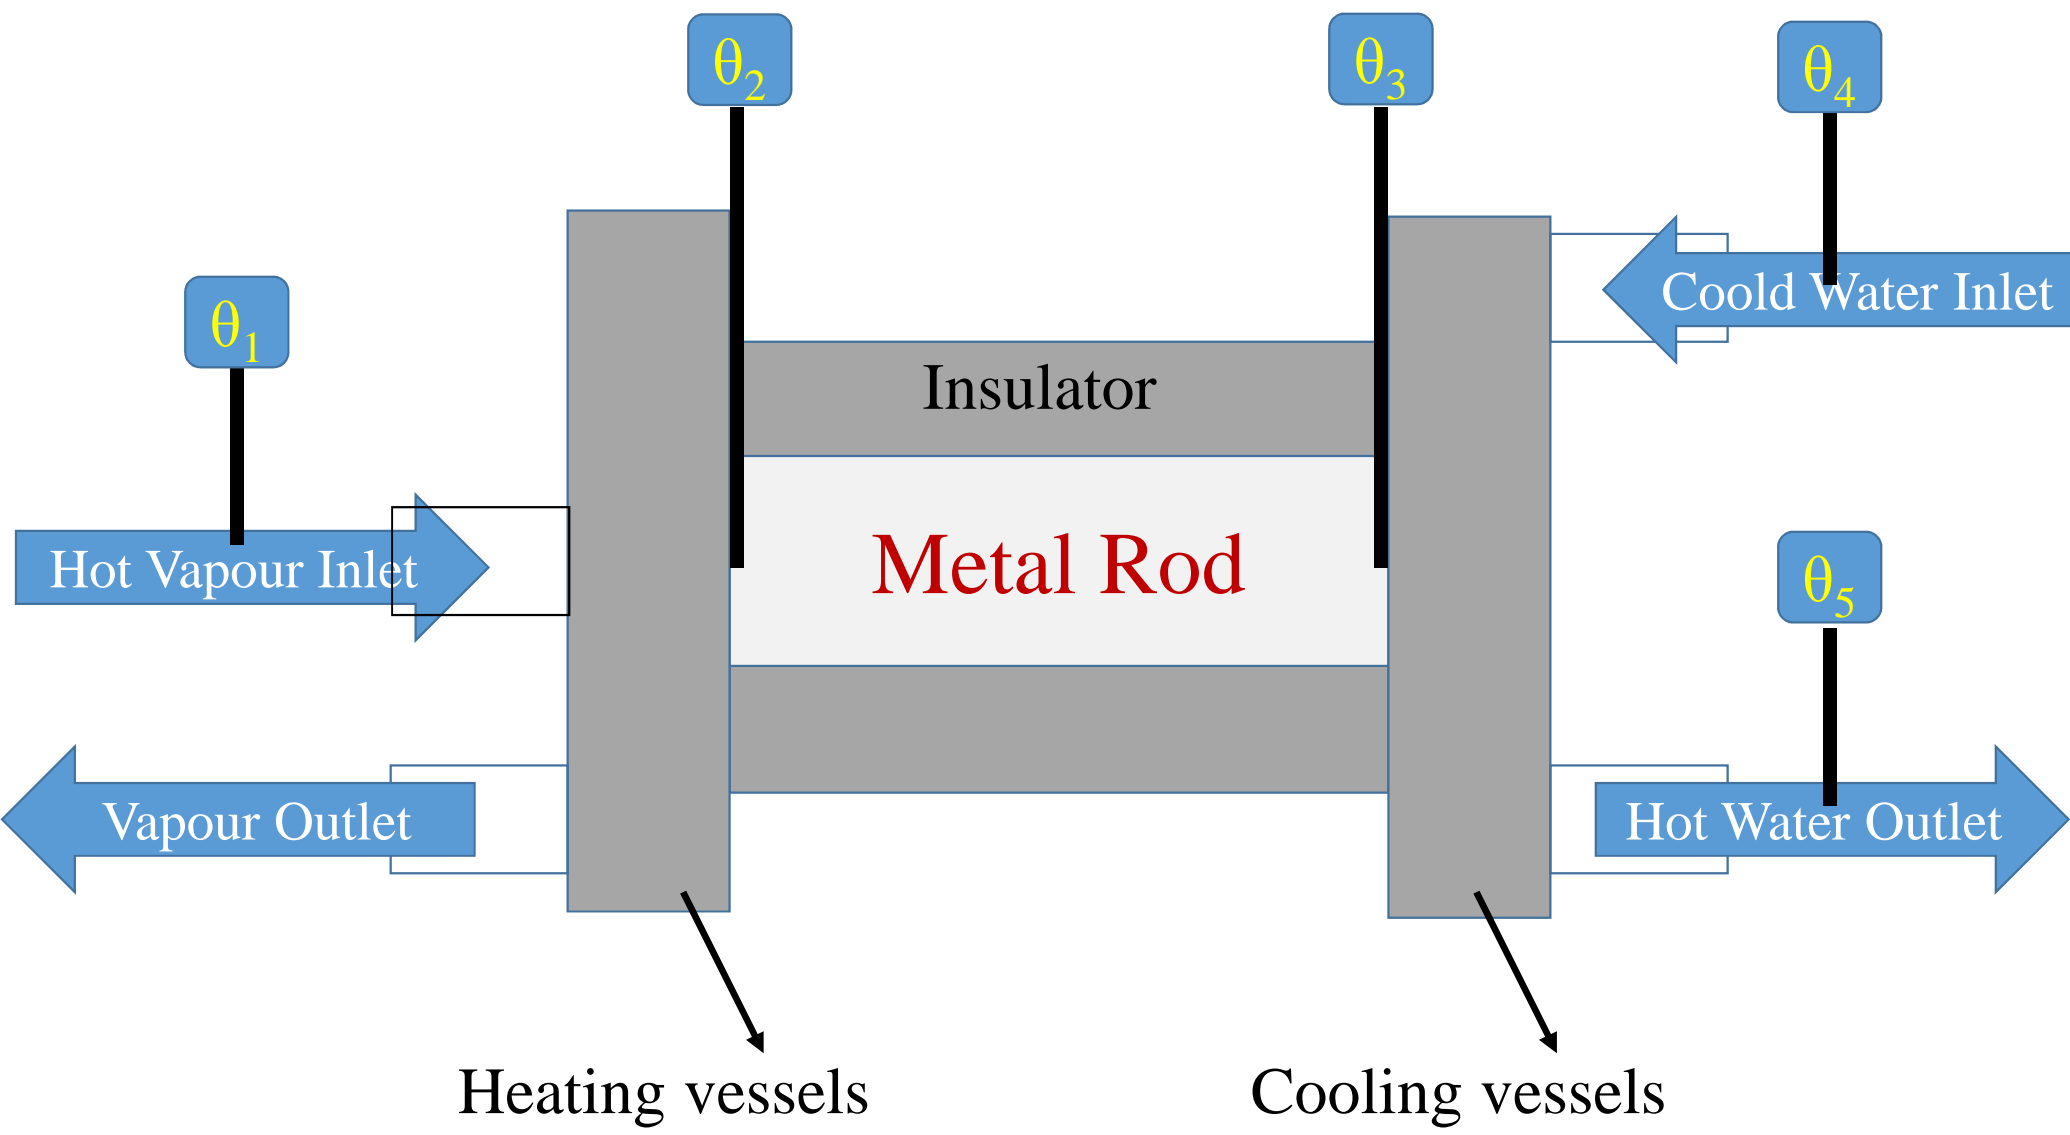 θ₂
θ₃
θ₄
θ₁
Coold Water Inlet
Insulator
Hot Vapour Inlet
Metal Rod
θ₅
Vapour Outlet
Hot Water Outlet
Heating vessels
Cooling vessels